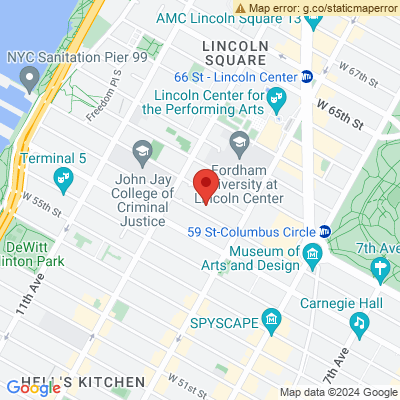 Map error: g.co/staticmaperror
AMC Lincoln Square 13
LINCOLN
SQUARE
NYC Sanitation Pier 99
Freedom Pl S
66 St - Lincoln Center
W 67th St
Lincoln Center for
the Performing Arts
W 65th St
Terminal 5
John Jay
College of
Criminal
Justice
Fordham
University at
Lincoln Center
W 55th St
59 St-Columbus Circle
7th Ave
DeWitt
linton Park
Museum of
Arts and Design
11th Ave
Carnegie Hall
SPYSCAPE
7th Ave
HELL'S KITCHEN
W 51st St
Google
Map data ©2024 Google